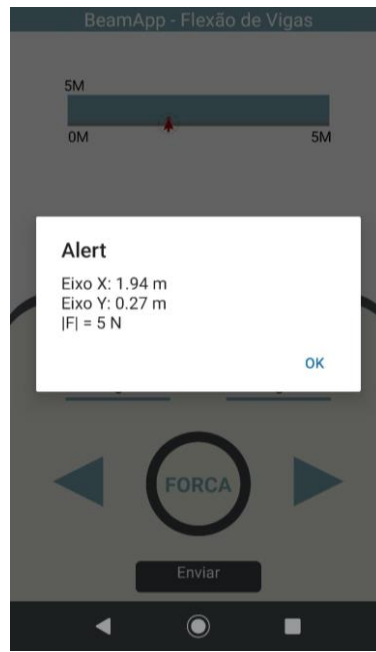 BeamApp - Flexão de Vigas
5M
0M 5M
Alert
Eixo X: 1.94 m
Eixo Y: 0.27 m
|F| = 5 N
OK
FORCA
Enviar